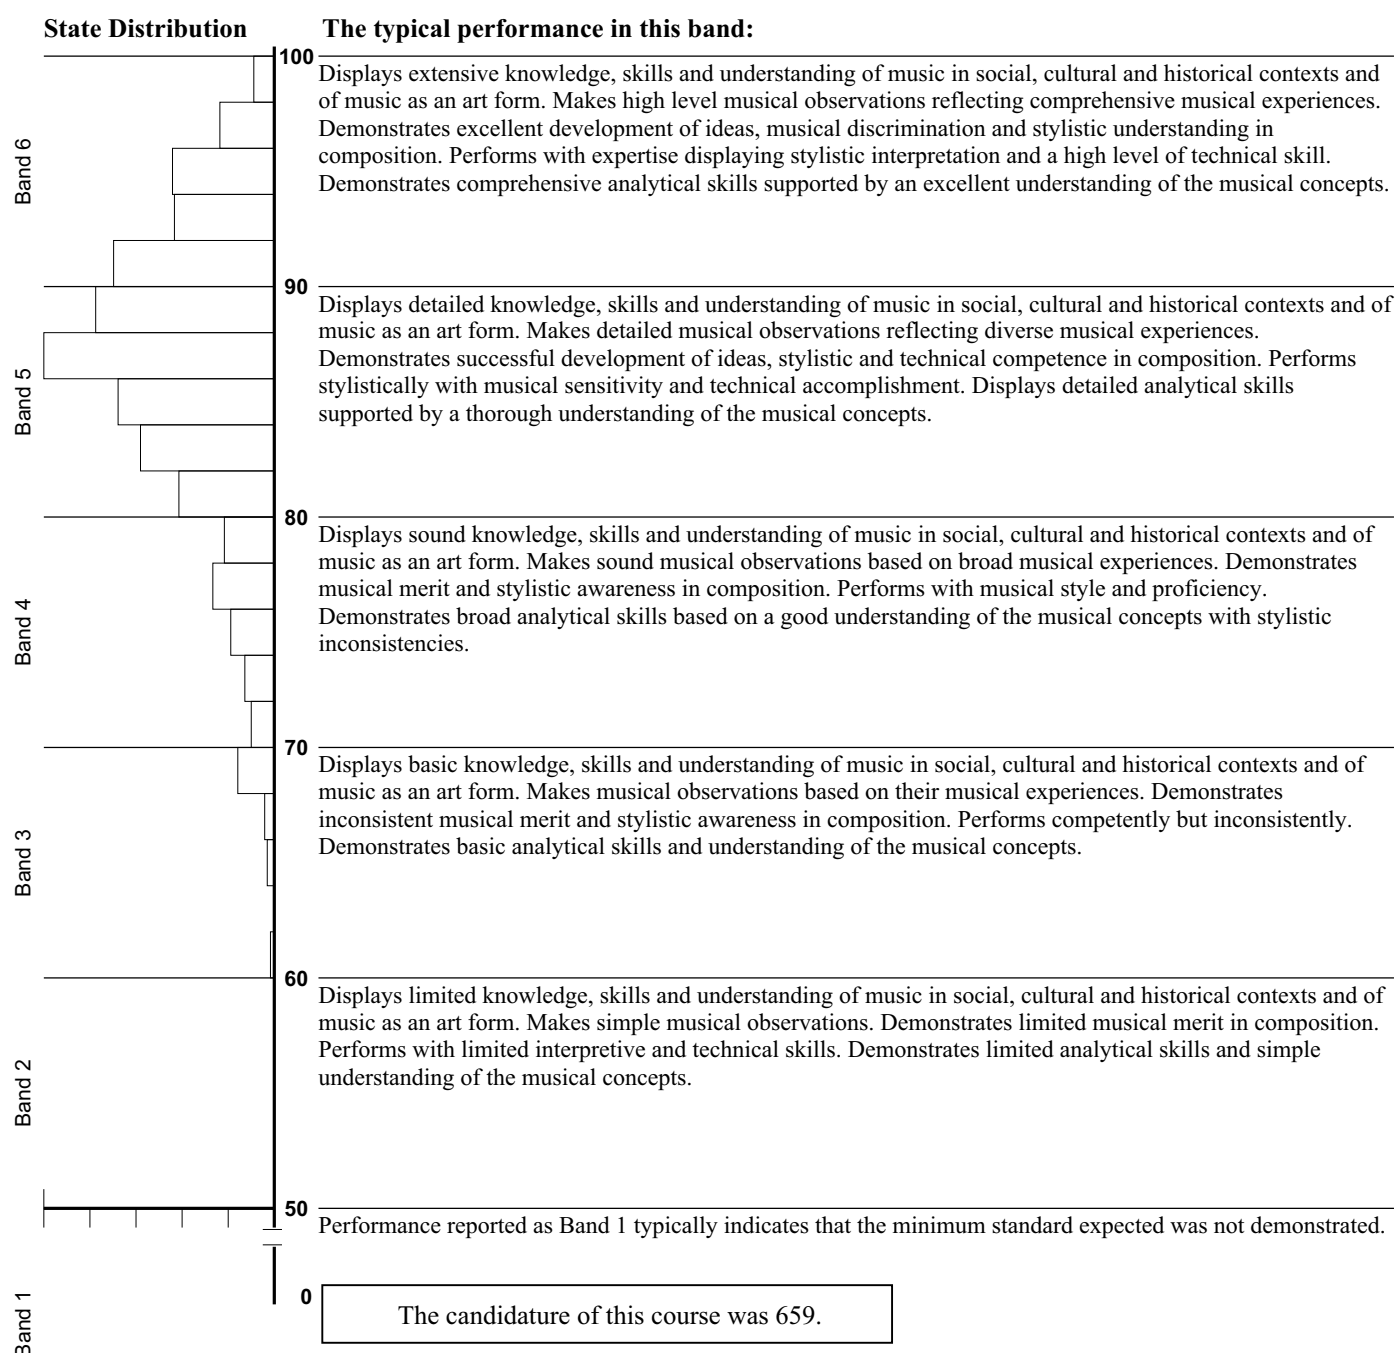 State Distribution
The typical performance in this band:
100
Band 6
Displays extensive knowledge, skills and understanding of music in social, cultural and historical contexts and
of music as an art form. Makes high level musical observations reflecting comprehensive musical experiences.
Demonstrates excellent development of ideas, musical discrimination and stylistic understanding in
composition. Performs with expertise displaying stylistic interpretation and a high level of technical skill.
Demonstrates comprehensive analytical skills supported by an excellent understanding of the musical concepts.
90
Band 5
Displays detailed knowledge, skills and understanding of music in social, cultural and historical contexts and of
music as an art form. Makes detailed musical observations reflecting diverse musical experiences.
Demonstrates successful development of ideas, stylistic and technical competence in composition. Performs
stylistically with musical sensitivity and technical accomplishment. Displays detailed analytical skills
supported by a thorough understanding of the musical concepts.
80
Band 4
Displays sound knowledge, skills and understanding of music in social, cultural and historical contexts and of
music as an art form. Makes sound musical observations based on broad musical experiences. Demonstrates
musical merit and stylistic awareness in composition. Performs with musical style and proficiency.
Demonstrates broad analytical skills based on a good understanding of the musical concepts with stylistic
inconsistencies.
70
Band 3
Displays basic knowledge, skills and understanding of music in social, cultural and historical contexts and of
music as an art form. Makes musical observations based on their musical experiences. Demonstrates
inconsistent musical merit and stylistic awareness in composition. Performs competently but inconsistently.
Demonstrates basic analytical skills and understanding of the musical concepts.
60
Band 2
Displays limited knowledge, skills and understanding of music in social, cultural and historical contexts and of
music as an art form. Makes simple musical observations. Demonstrates limited musical merit in composition.
Performs with limited interpretive and technical skills. Demonstrates limited analytical skills and simple
understanding of the musical concepts.
50
Performance reported as Band 1 typically indicates that the minimum standard expected was not demonstrated.
0
Band 1
The candidature of this course was 659.